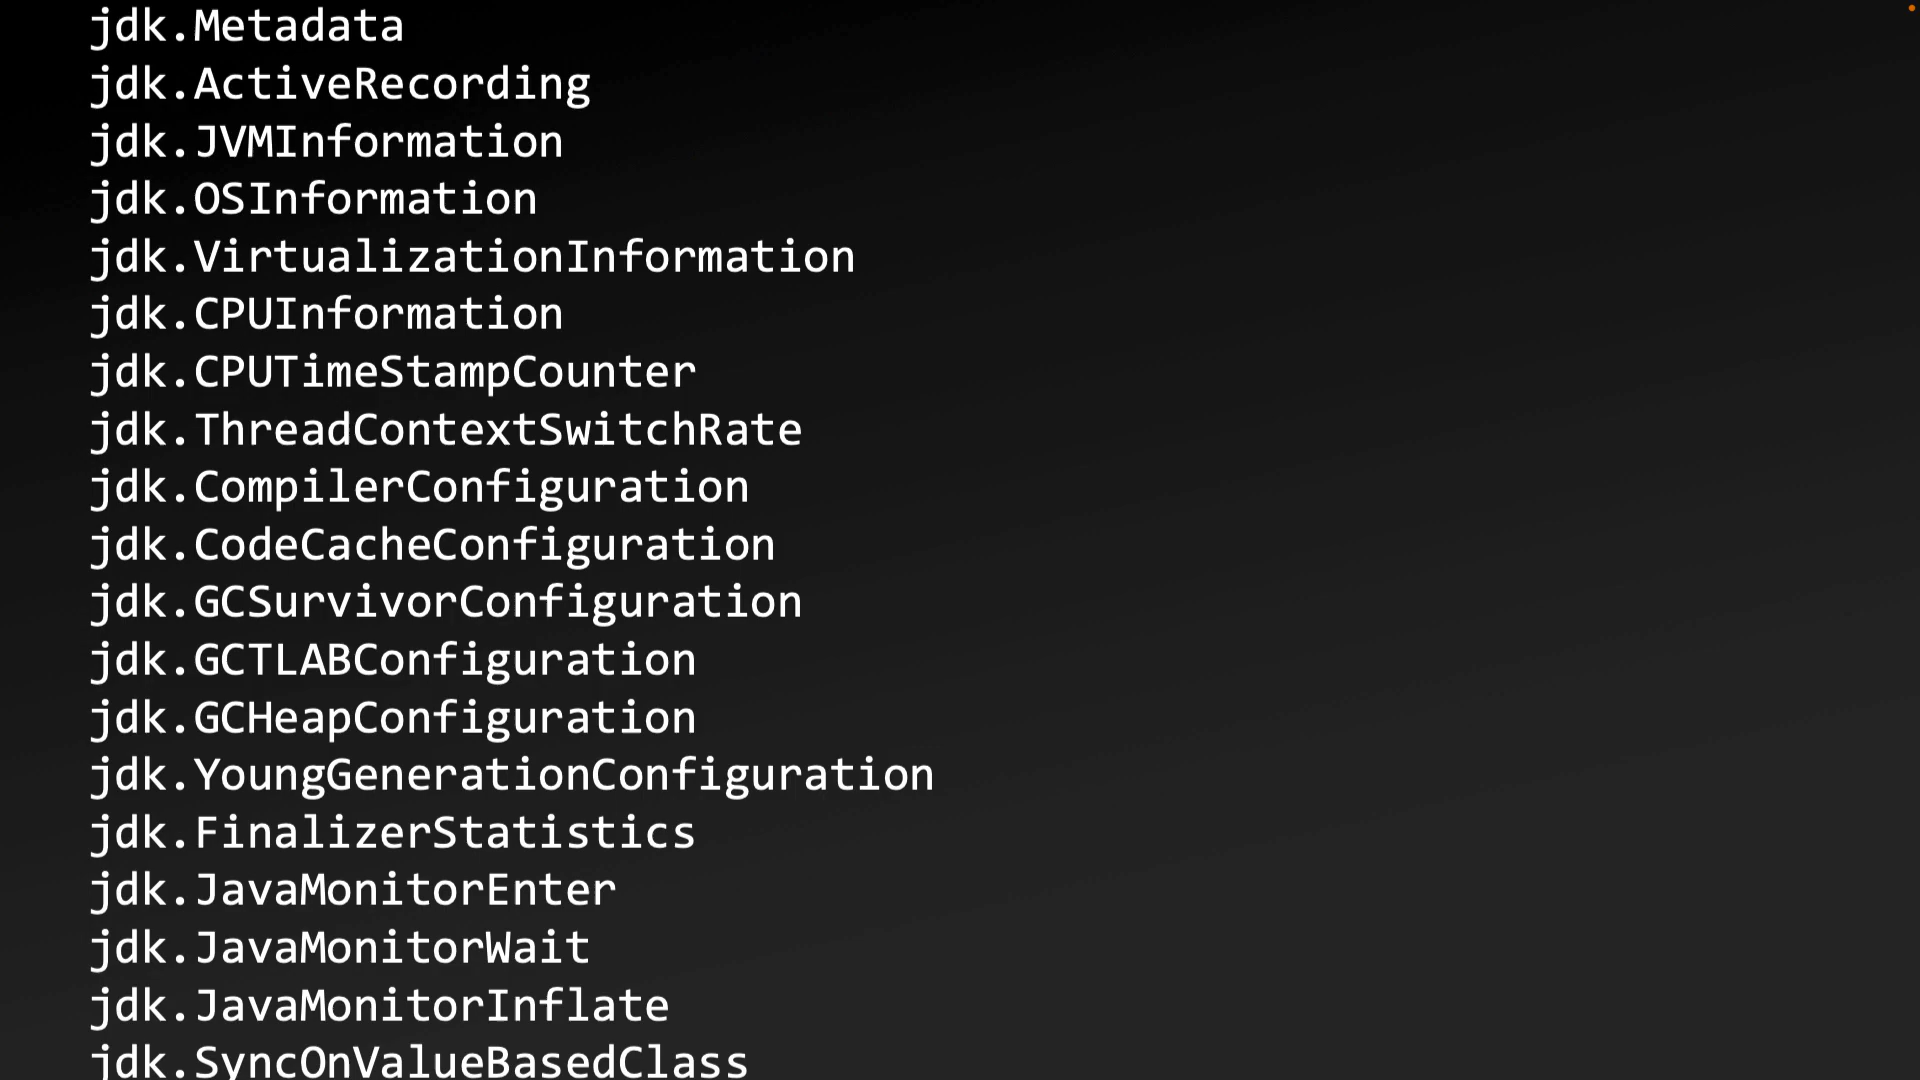 jdk.Metadata
jdk.ActiveRecording
jdk.JVMInformation
jdk.OSInformation
jdk.VirtualizationInformation
jdk.CPUInformation
jdk.CPUTimeStampCounter
jdk.ThreadContextSwitchRate
jdk.CompilerConfiguration
jdk.CodeCacheConfiguration
jdk.GCSurvivorConfiguration
jdk.GCTLABConfiguration
jdk.GCHeapConfiguration
jdk.YoungGenerationConfiguration
jdk.FinalizerStatistics
jdk.JavaMonitorEnter
jdk.JavaMonitorWait
jdk.JavaMonitorInflate
jdk.SyncOnValueBasedClass